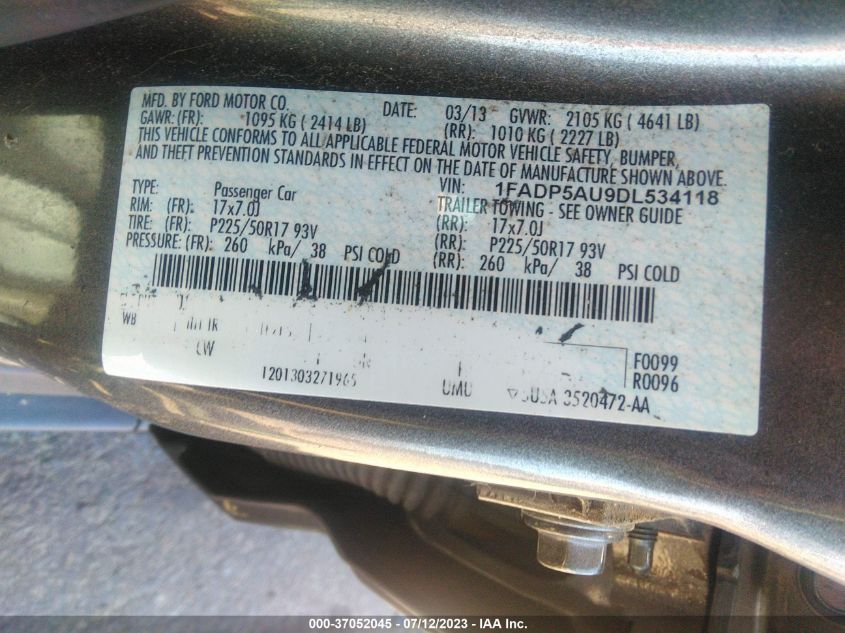 MFD. BY FORD MOTOR CO. DATE: 03/13 GVWR: 2105 KG ( 4641 LB)
GAWR: (FR): 1095 KG ( 2414 LB) (RR): 1010 KG ( 2227 LB)
THIS VEHICLE CONFORMS TO ALL APPLICABLE FEDERAL MOTOR VEHICLE SAFETY, BUMPER,
AND THEFT PREVENTION STANDARDS IN EFFECT ON THE DATE OF MANUFACTURE SHOWN ABOVE.
VIN: 1FADP5AU9DL534118
TYPE: Passenger Car TRAILER TOWING - SEE OWNER GUIDE
RIM: (FR): 17x7.0J (RR): 17x7.0J
TIRE: (FR): P225/50R17 93V (RR): P225/50R17 93V
PRESSURE: (FR): 260 kPa/ 38 PSI COLD (RR): 260 kPa/ 38 PSI COLD
WB
CW
F0099
R0096
1201303271965 UMU 3520472-AA
000-37052045 - 07/12/2023 - IAA Inc.